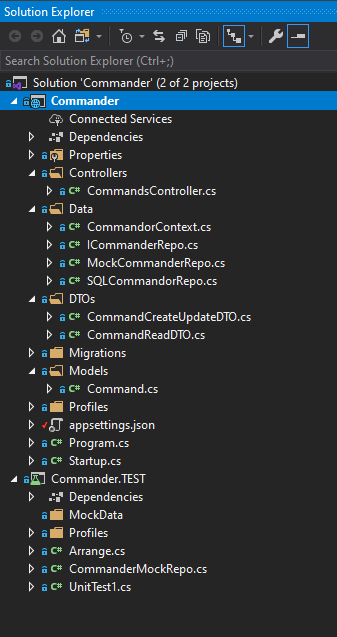 Solution Explorer
Search Solution Explorer (Ctrl+;)
Solution 'Commander' (2 of 2 projects)
Commander
Connected Services
Dependencies
Properties
Controllers
C# CommandsController.cs
Data
C# CommandorContext.cs
C# ICommanderRepo.cs
C# MockCommanderRepo.cs
C# SQLCommandorRepo.cs
DTOs
C# CommandCreateUpdateDTO.cs
C# CommandReadDTO.cs
Migrations
Models
C# Command.cs
Profiles
appsettings.json
C# Program.cs
C# Startup.cs
Commander.TEST
Dependencies
MockData
Profiles
C# Arrange.cs
C# CommanderMockRepo.cs
C# UnitTest1.cs